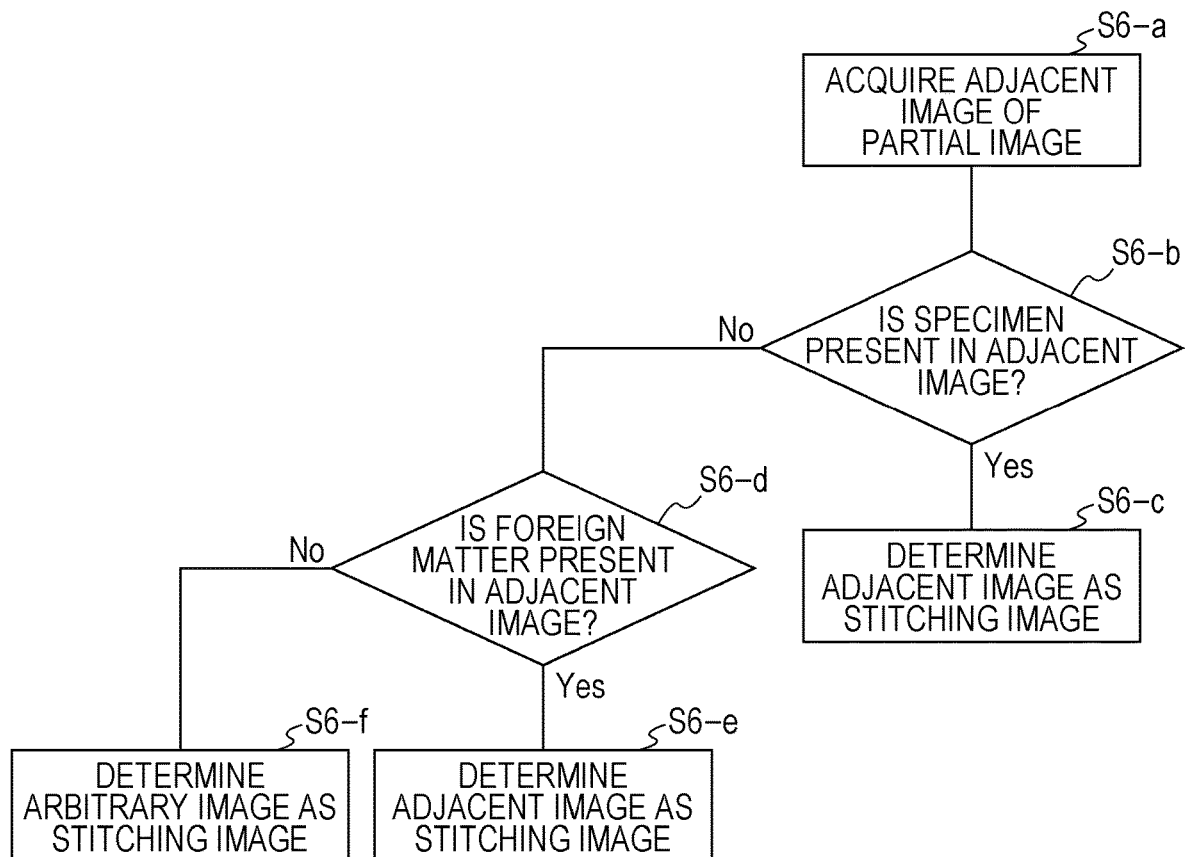 S6-a
ACQUIRE ADJACENT
IMAGE OF
PARTIAL IMAGE
S6-b
IS SPECIMEN
PRESENT IN ADJACENT
IMAGE?
No
Yes
S6-c
DETERMINE
ADJACENT IMAGE AS
STITCHING IMAGE
S6-d
IS FOREIGN
MATTER PRESENT
IN ADJACENT
IMAGE?
No
Yes
S6-f
DETERMINE
ARBITRARY IMAGE AS
STITCHING IMAGE
S6-e
DETERMINE
ADJACENT IMAGE AS
STITCHING IMAGE